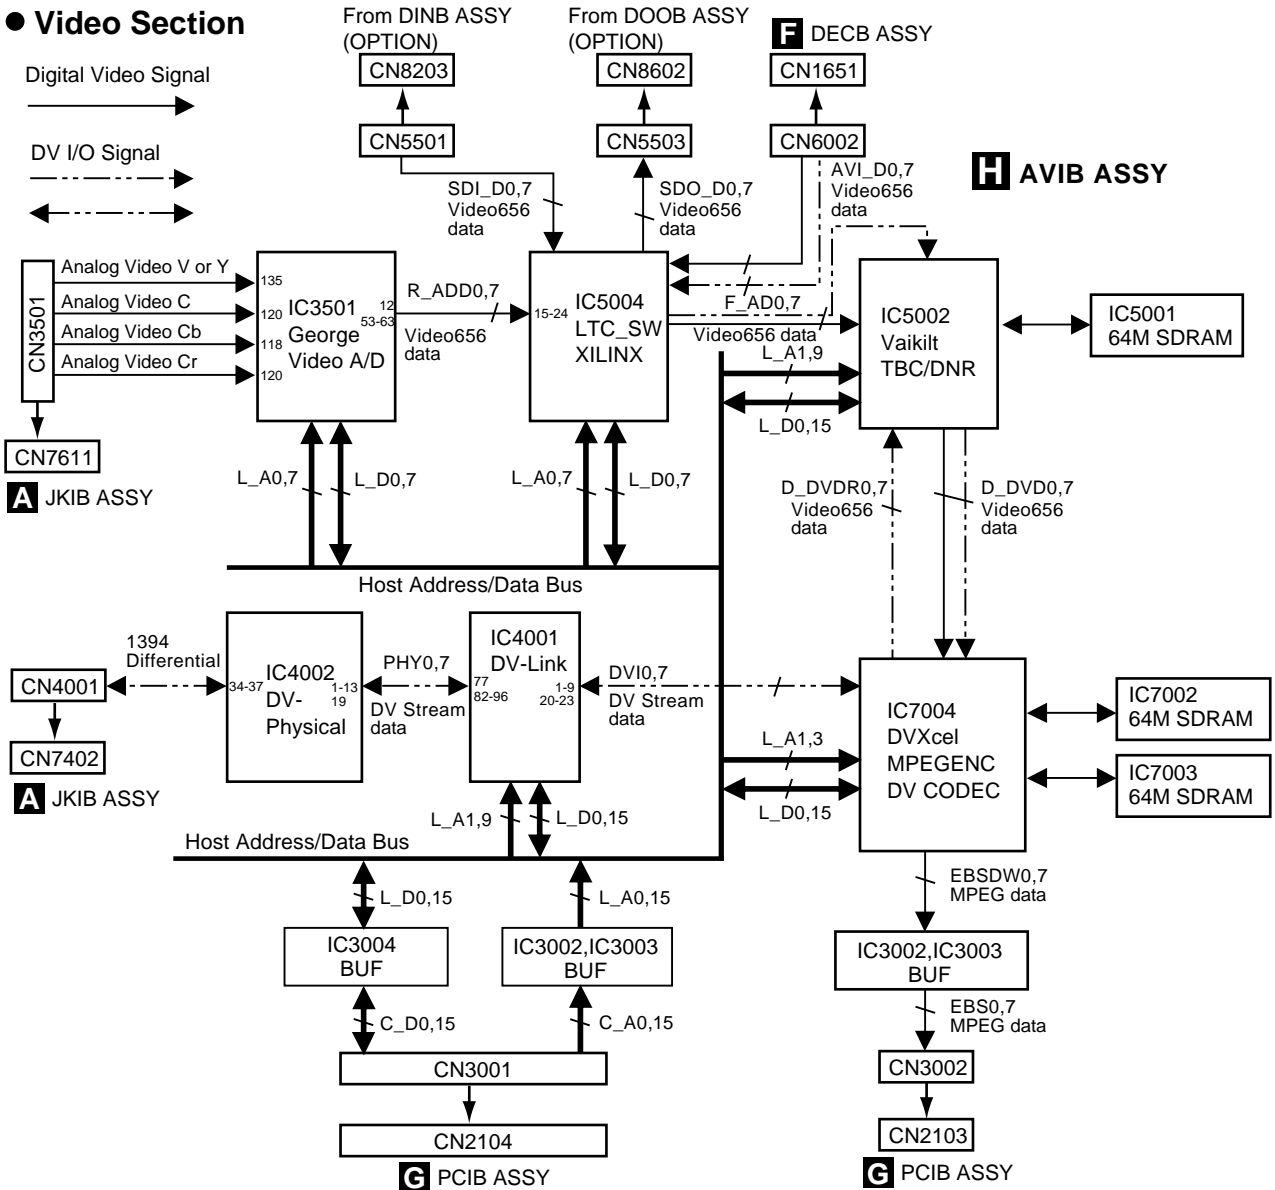 ● Video Section
From DINB ASSY
(OPTION)
From DOOB ASSY
(OPTION)
F DECB ASSY
Digital Video Signal
CN8203
CN8602
CN1651
CN5501
CN5503
CN6002
DV I/O Signal
H AVIB ASSY
SDI_D0,7
Video656
data
SDO_D0,7
Video656
data
AVI_D0,7
Video656
data
CN3501
Analog Video V or Y
Analog Video C
Analog Video Cb
Analog Video Cr
135
120
118
120
IC3501
George
Video A/D
12
53-63
R_ADD0,7
Video656
data
15-24
IC5004
LTC_SW
XILINX
F_AD0,7
Video656 data
IC5002
Vaikilt
TBC/DNR
IC5001
64M SDRAM
L_A1,9
L_D0,15
CN7611
A JKIB ASSY
L_A0,7
L_D0,7
L_A0,7
L_D0,7
D_DVDR0,7
Video656
data
D_DVD0,7
Video656
data
Host Address/Data Bus
1394
Differential
CN4001
CN7402
A JKIB ASSY
34-37
IC4002
DV-
Physical
1-13
19
PHY0,7
DV Stream
data
IC4001
DV-Link
77
82-96
1-9
20-23
DVI0,7
DV Stream
data
L_A1,3
L_D0,15
IC7004
DVXcel
MPEGENC
DV CODEC
IC7002
64M SDRAM
IC7003
64M SDRAM
L_A1,9
L_D0,15
Host Address/Data Bus
L_D0,15
L_A0,15
EBSDW0,7
MPEG data
IC3004
BUF
IC3002,IC3003
BUF
IC3002,IC3003
BUF
C_D0,15
C_A0,15
EBS0,7
MPEG data
CN3001
CN3002
CN2104
CN2103
G PCIB ASSY
G PCIB ASSY